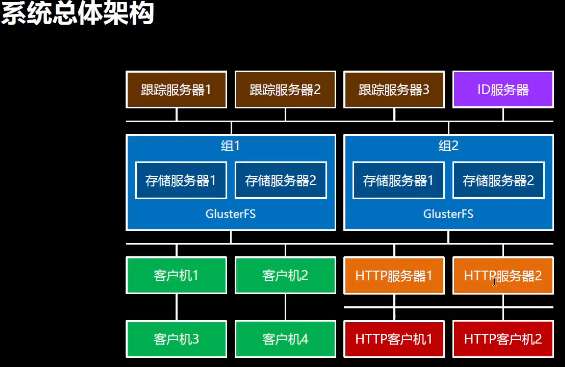 系统总体架构
跟踪服务器1 跟踪服务器2 跟踪服务器3 ID服务器
组1 组2
存储服务器1 存储服务器2 存储服务器1 存储服务器2
GlusterFS GlusterFS
客户机1 客户机2 HTTP服务器1 HTTP服务器2
客户机3 客户机4 HTTP客户机1 HTTP客户机2